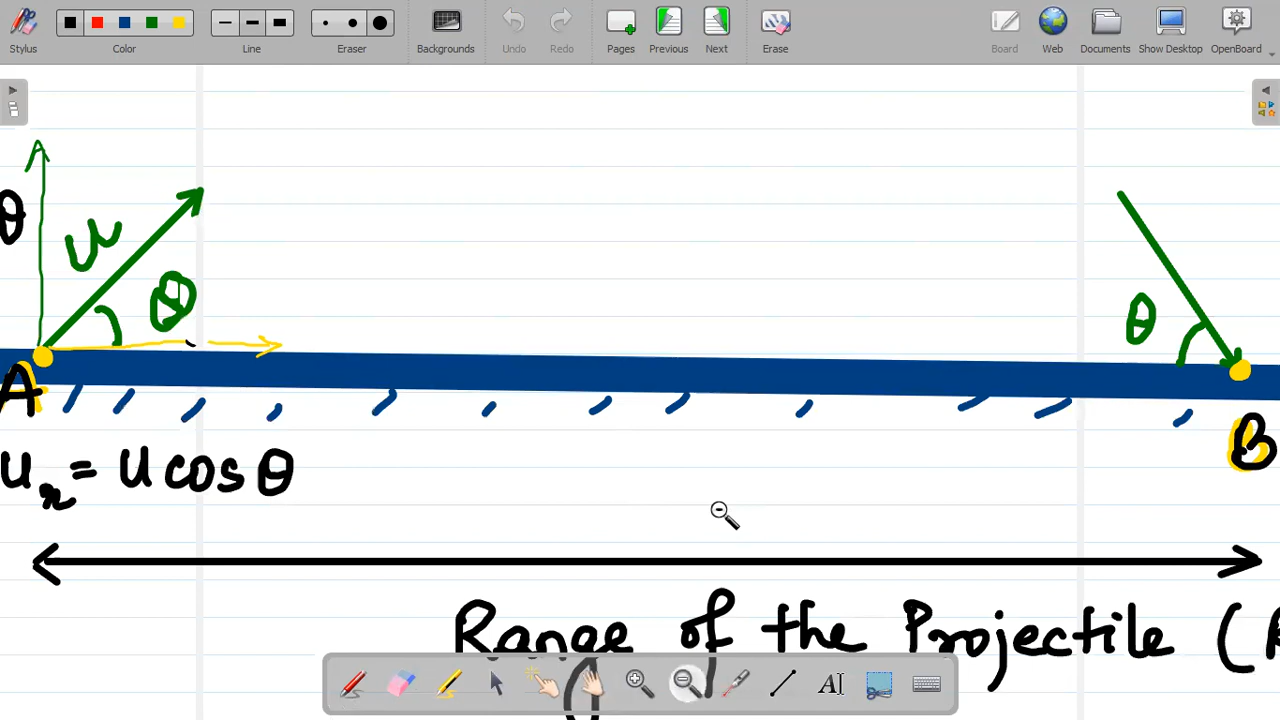 Stylus
Color
Line
Eraser
Backgrounds
Undo
Redo
Pages
Previous
Next
Erase
Board
Web
Documents
Show Desktop
OpenBoard
θ
u
θ
θ
A
B
uₓ = u cos θ
Range of the Projectile (